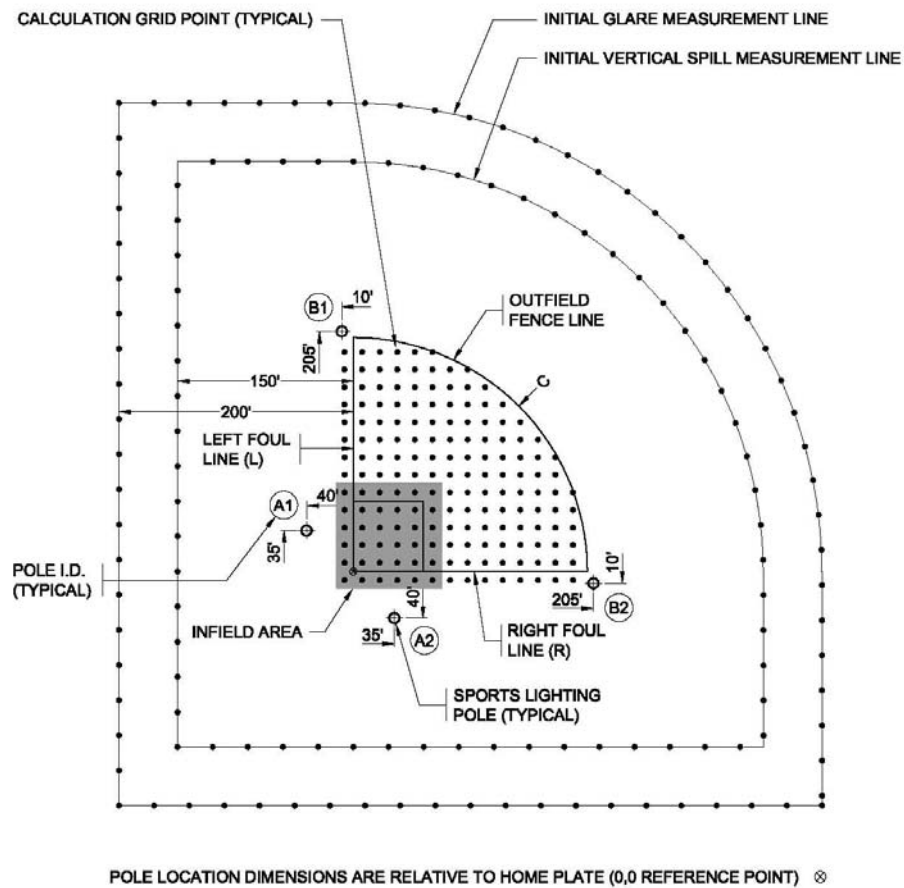 CALCULATION GRID POINT (TYPICAL)
INITIAL GLARE MEASUREMENT LINE
INITIAL VERTICAL SPILL MEASUREMENT LINE
B1
10'
205'
OUTFIELD
FENCE LINE
C
150'
200'
LEFT FOUL
LINE (L)
A1
40'
35'
POLE I.D.
(TYPICAL)
INFIELD AREA
40'
35'
A2
10'
205'
B2
RIGHT FOUL
LINE (R)
SPORTS LIGHTING
POLE (TYPICAL)
POLE LOCATION DIMENSIONS ARE RELATIVE TO HOME PLATE (0,0 REFERENCE POINT) ⊗